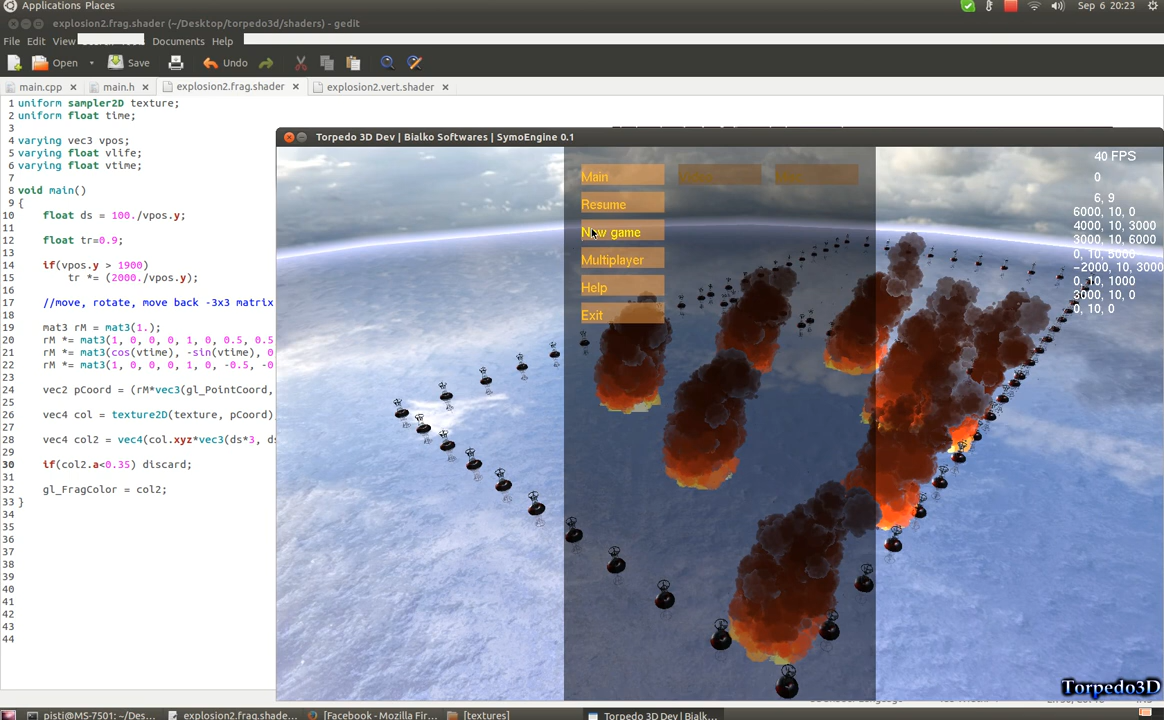 Applications Places
Sep 6 20:23
explosion2.frag.shader (~/Desktop/torpedo3d/shaders) - gedit
File Edit View Documents Help
Open Save Undo
main.cpp × main.h × explosion2.frag.shader × explosion2.vert.shader ×
1 uniform sampler2D texture;
2 uniform float time;
3
4 varying vec3 vpos;
5 varying float vlife;
6 varying float vtime;
7
8 void main()
9 {
10 float ds = 100./vpos.y;
11
12 float tr=0.9;
13
14 if(vpos.y > 1900)
15 tr *= (2000./vpos.y);
16
17 //move, rotate, move back -3x3 matrix
18
19 mat3 rM = mat3(1.);
20 rM *= mat3(1, 0, 0, 0, 1, 0, 0.5, 0.5
21 rM *= mat3(cos(vtime), -sin(vtime), 0
22 rM *= mat3(1, 0, 0, 0, 1, 0, -0.5, -0
23
24 vec2 pCoord = (rM*vec3(gl_PointCoord,
25
26 vec4 col = texture2D(texture, pCoord)
27
28 vec4 col2 = vec4(col.xyz*vec3(ds*3, ds
29
30 if(col2.a<0.35) discard;
31
32 gl_FragColor = col2;
33 }
34
35
36
37
38
39
40
41
42
43
44
Torpedo 3D Dev | Bialko Softwares | SymoEngine 0.1
Main
Resume
New game
Multiplayer
Help
Exit
40 FPS
0
6, 9
6000, 10, 0
4000, 10, 3000
3000, 10, 6000
0, 10, 5000
-2000, 10, 3000
0, 10, 1000
3000, 10, 0
0, 10, 0
Torpedo3D
pisti@MS-7501: ~/Des... explosion2.frag.shade... [Facebook - Mozilla Fir... [textures] Torpedo 3D Dev | Bialk...